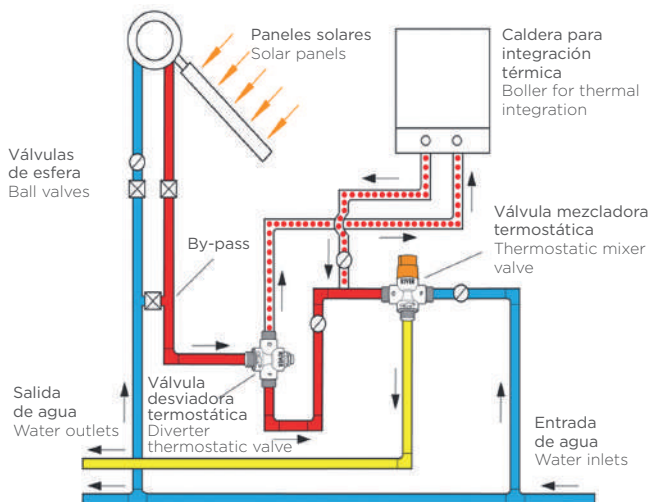 Paneles solares
Solar panels
Caldera para
integración
térmica
Boller for thermal
integration
Válvulas
de esfera
Ball valves
By-pass
Válvula mezcladora
termostática
Thermostatic mixer
valve
Válvula
desviadora
termostática
Diverter
thermostatic valve
Salida
de agua
Water outlets
Entrada
de agua
Water inlets